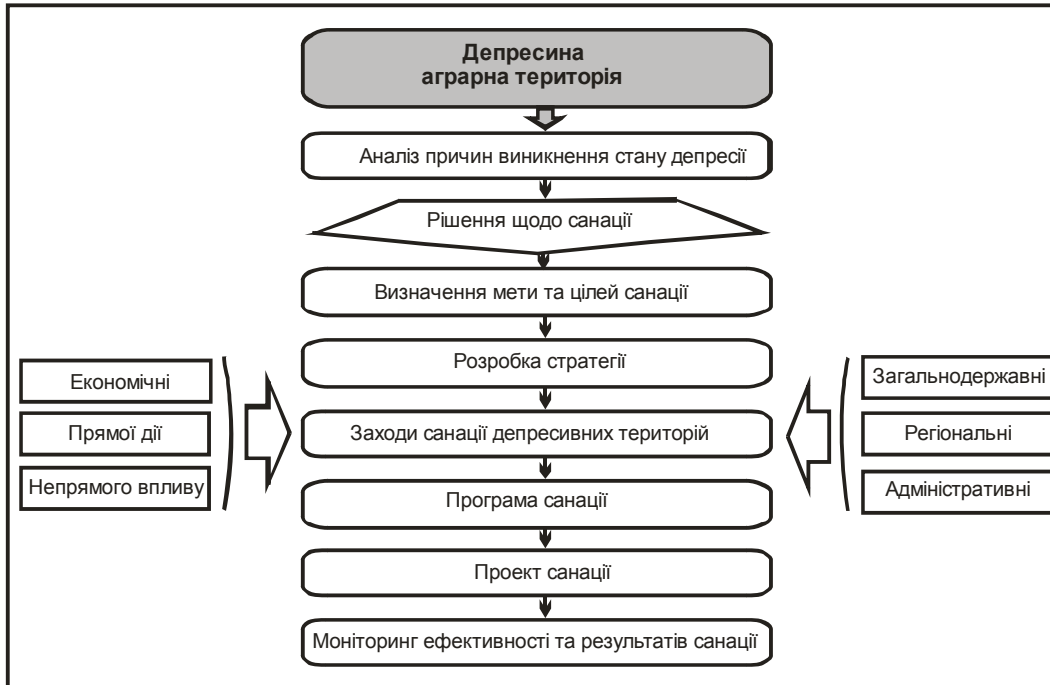 Депресина
аграрна територія
Аналіз причин виникнення стану депресії
Рішення щодо санації
Визначення мети та цілей санації
Розробка стратегії
Економічні
Прямої дії
Непрямого впливу
Заходи санації депресивних територій
Загальнодержавні
Регіональні
Адміністративні
Програма санації
Проект санації
Моніторинг ефективності та результатів санації